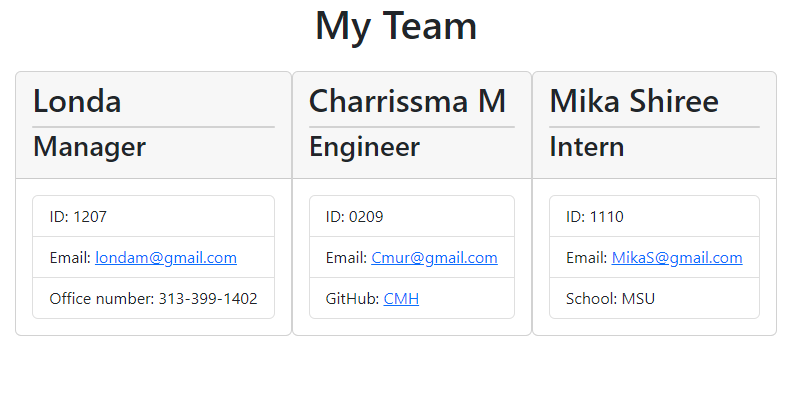 My Team
Londa
Manager
ID: 1207
Email: londam@gmail.com
Office number: 313-399-1402
Charrissma M
Engineer
ID: 0209
Email: Cmur@gmail.com
GitHub: CMH
Mika Shiree
Intern
ID: 1110
Email: MikaS@gmail.com
School: MSU